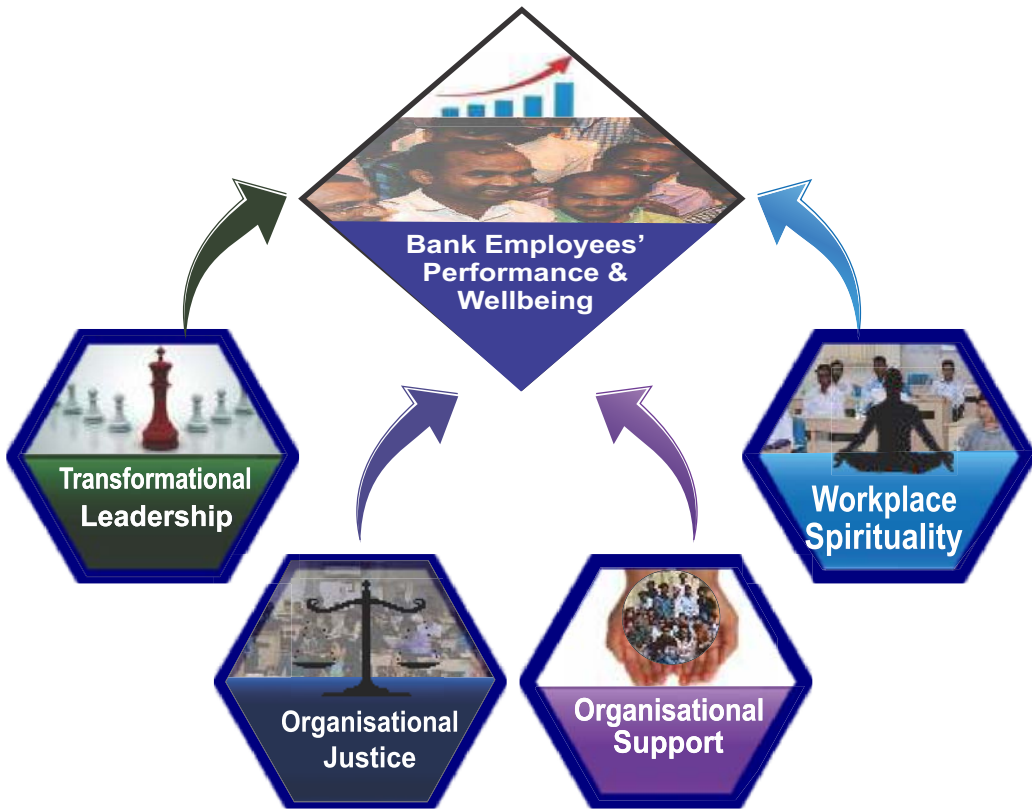 Bank Employees’
Performance &
Wellbeing
Transformational
Leadership
Workplace
Spirituality
Organisational
Justice
Organisational
Support